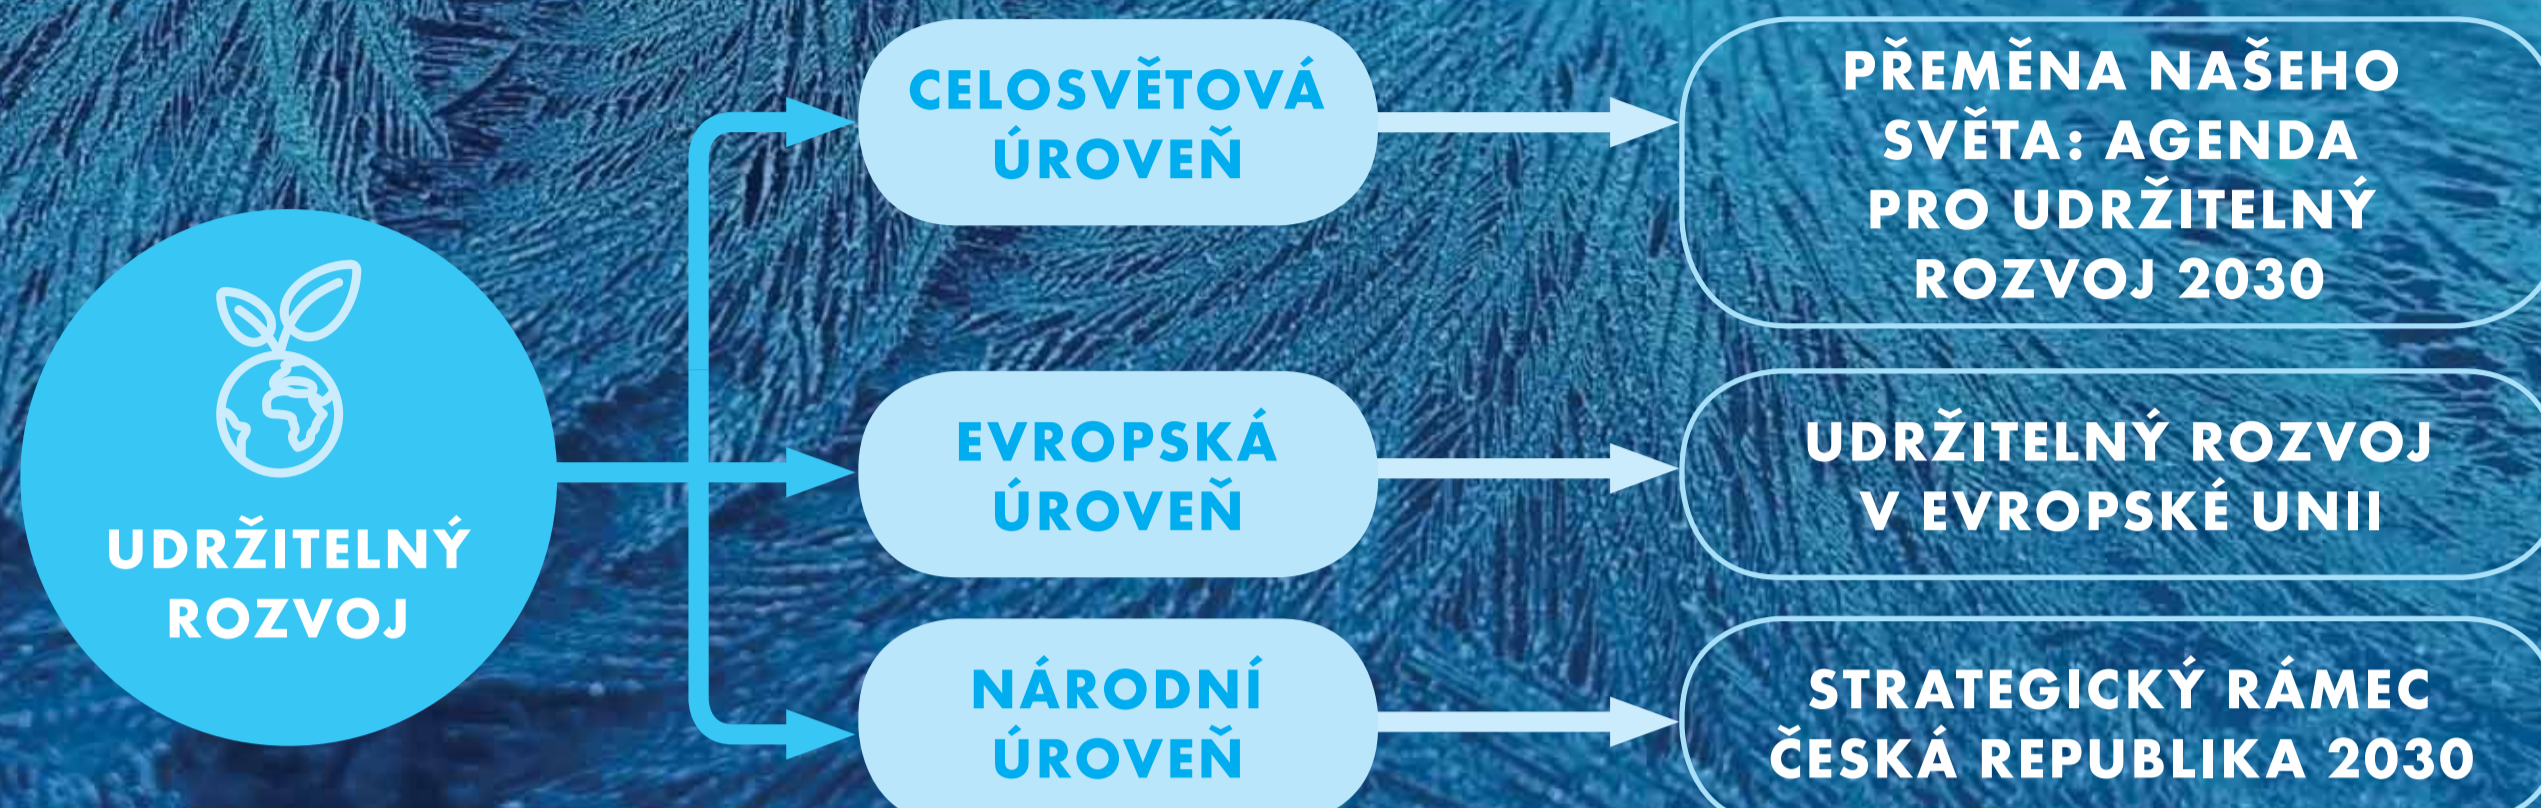 UDRŽITELNÝ
ROZVOJ
CELOSVĚTOVÁ
ÚROVEŇ
PŘEMĚNA NAŠEHO
SVĚTA: AGENDA
PRO UDRŽITELNÝ
ROZVOJ 2030
EVROPSKÁ
ÚROVEŇ
UDRŽITELNÝ ROZVOJ
V EVROPSKÉ UNII
NÁRODNÍ
ÚROVEŇ
STRATEGICKÝ RÁMEC
ČESKÁ REPUBLIKA 2030